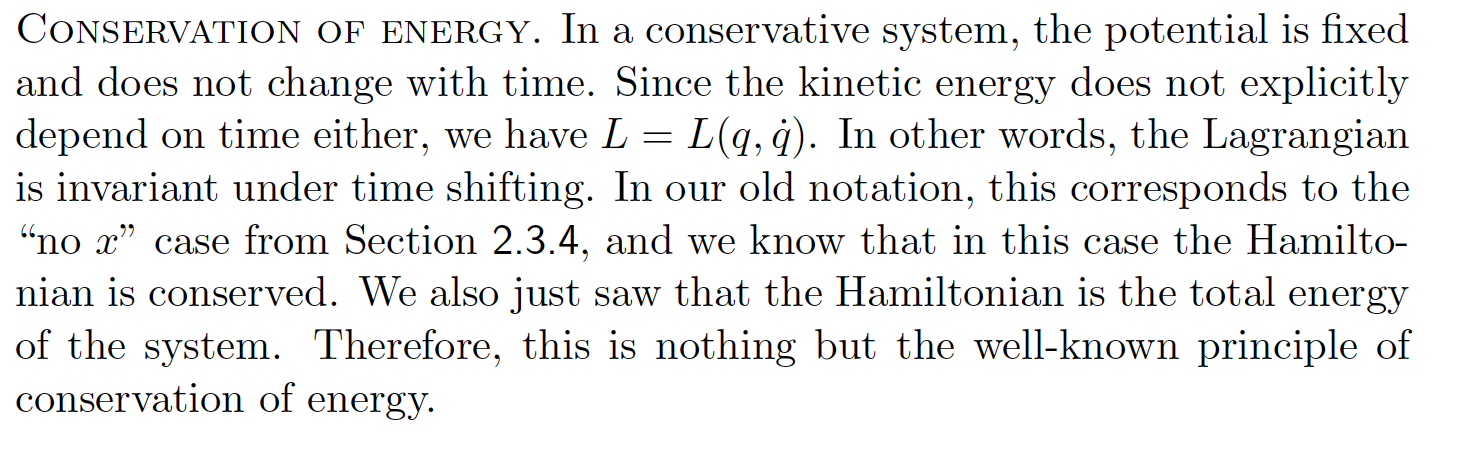 CONSERVATION OF ENERGY. In a conservative system, the potential is fixed
and does not change with time. Since the kinetic energy does not explicitly
depend on time either, we have L = L(q, q̇). In other words, the Lagrangian
is invariant under time shifting. In our old notation, this corresponds to the
“no x” case from Section 2.3.4, and we know that in this case the Hamilto-
nian is conserved. We also just saw that the Hamiltonian is the total energy
of the system. Therefore, this is nothing but the well-known principle of
conservation of energy.